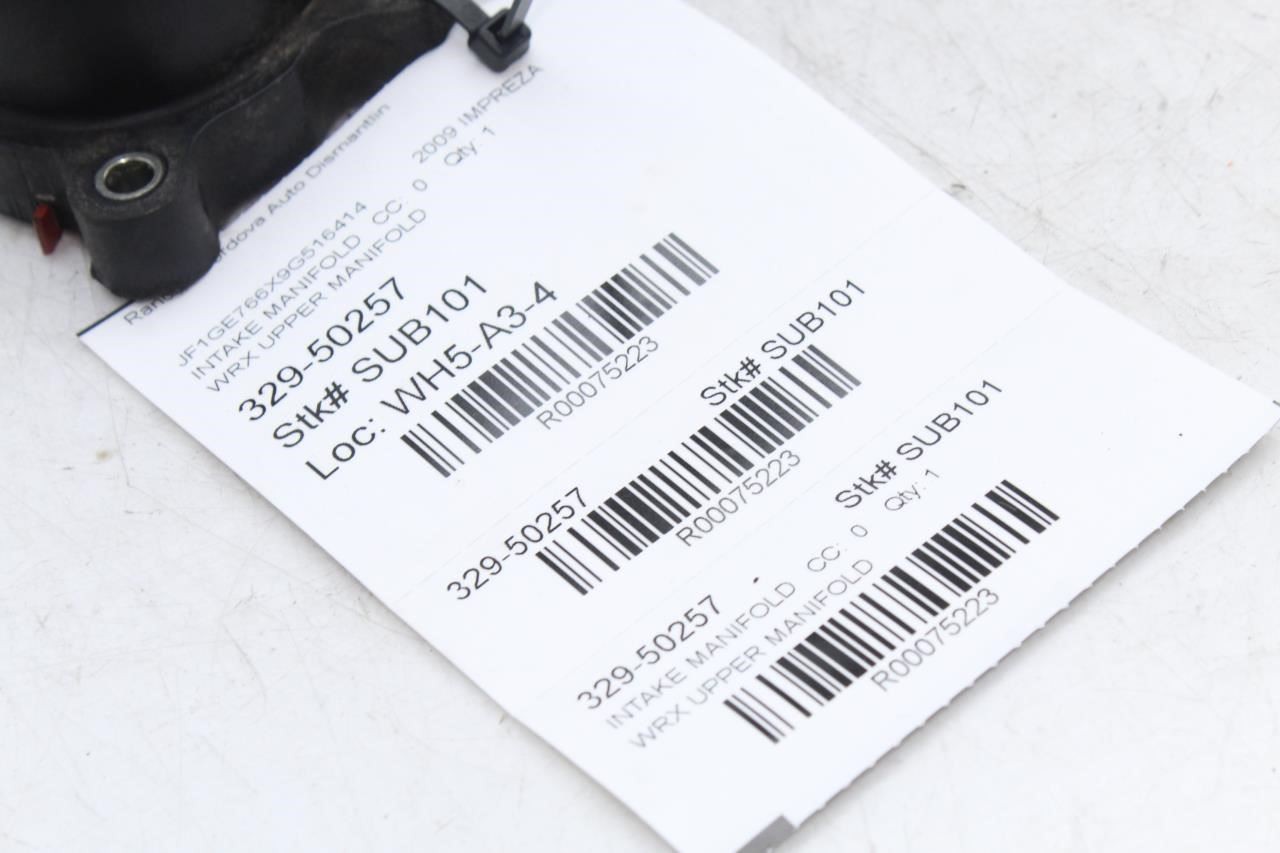 Auto Dismantlin
JF1GE766X9G516414 2009 IMPREZA
INTAKE MANIFOLD CC: 0 Qty: 1
WRX UPPER MANIFOLD
329-50257
Stk# SUB101
Loc: WH5-A3-4
R00075223
329-50257 Stk# SUB101
R00075223
329-50257 Stk# SUB101
INTAKE MANIFOLD CC: 0 Qty: 1
WRX UPPER MANIFOLD
R00075223